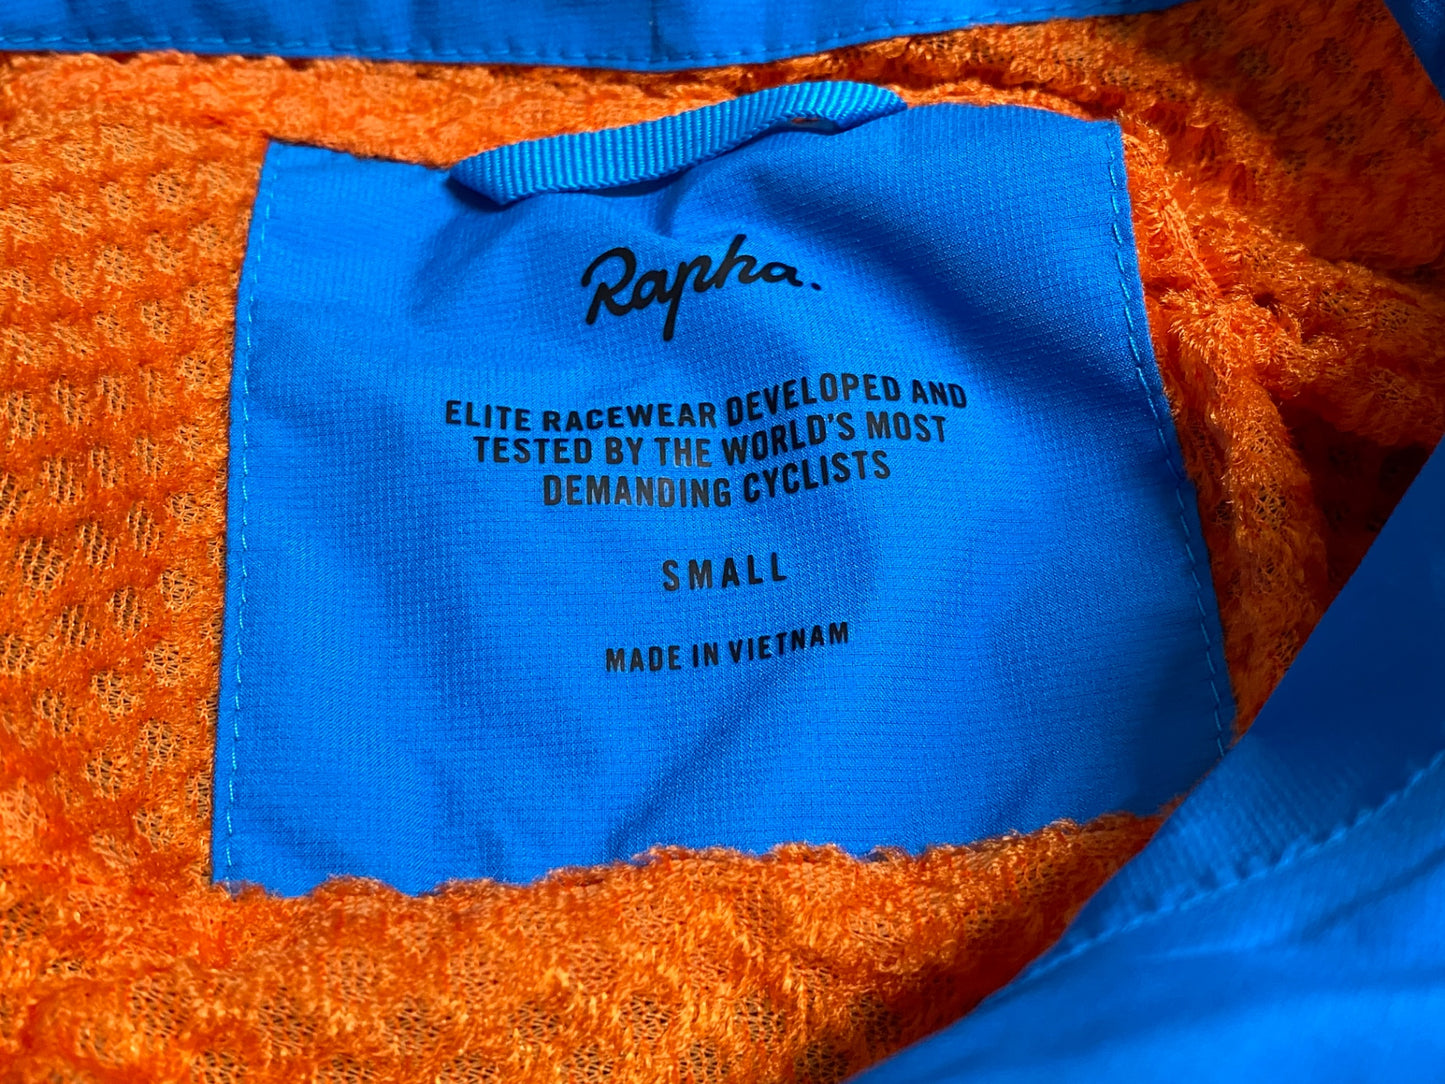 Rapha.
ELITE RACEWEAR DEVELOPED AND
TESTED BY THE WORLD'S MOST
DEMANDING CYCLISTS
SMALL
MADE IN VIETNAM